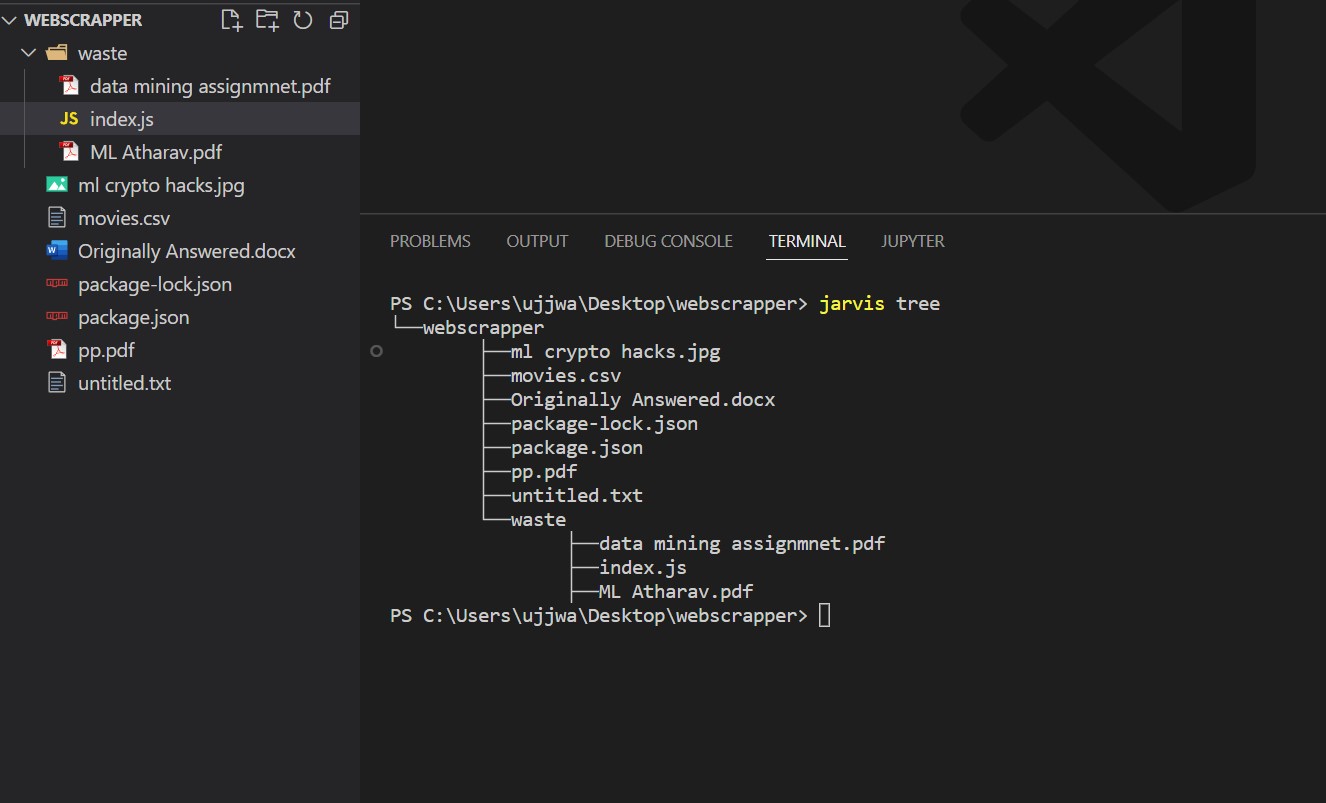 WEBSCRAPPER
waste
data mining assignmnet.pdf
JS index.js
ML Atharav.pdf
ml crypto hacks.jpg
movies.csv
Originally Answered.docx
package-lock.json
package.json
pp.pdf
untitled.txt
PROBLEMS OUTPUT DEBUG CONSOLE TERMINAL JUPYTER
PS C:\Users\ujjwa\Desktop\webscrapper> jarvis tree
└──webscrapper
├──ml crypto hacks.jpg
├──movies.csv
├──Originally Answered.docx
├──package-lock.json
├──package.json
├──pp.pdf
├──untitled.txt
└──waste
├──data mining assignmnet.pdf
├──index.js
├──ML Atharav.pdf
PS C:\Users\ujjwa\Desktop\webscrapper>